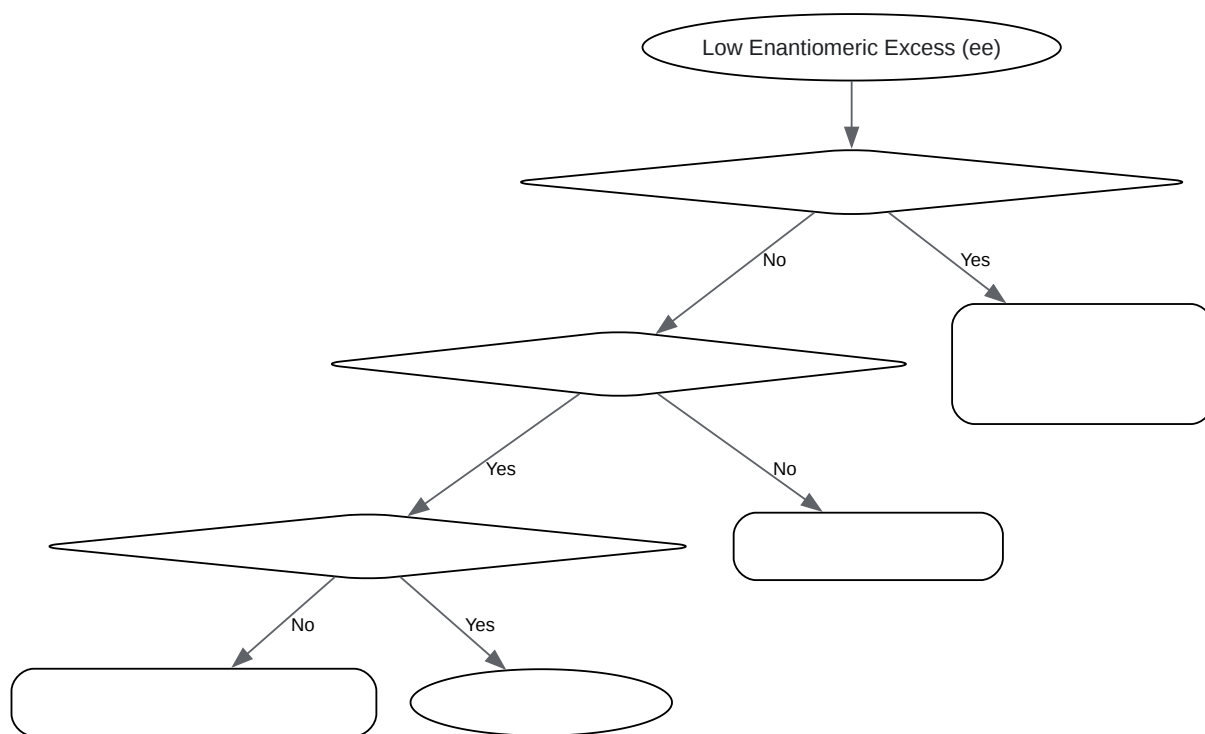 Low Enantiomeric Excess (ee)
No
Yes
Yes
No
No
Yes